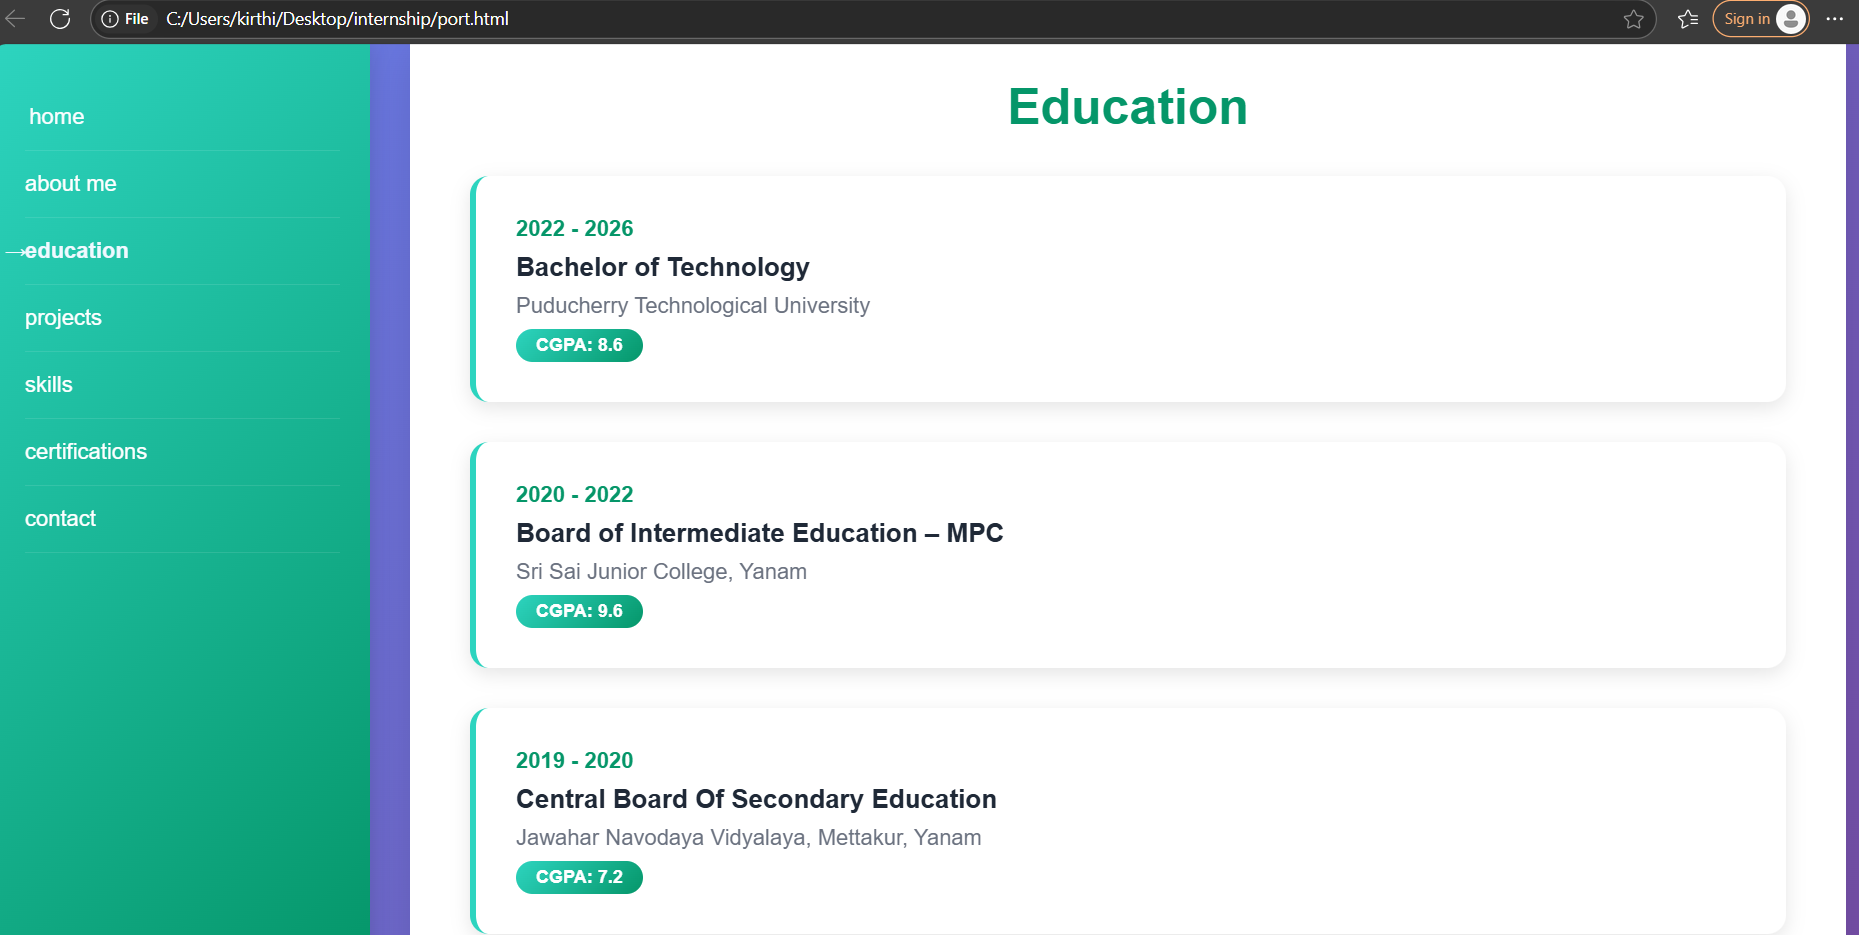 File C:/Users/kirthi/Desktop/internship/port.html Sign in
home
about me
→education
projects
skills
certifications
contact
Education
2022 - 2026
Bachelor of Technology
Puducherry Technological University
CGPA: 8.6
2020 - 2022
Board of Intermediate Education – MPC
Sri Sai Junior College, Yanam
CGPA: 9.6
2019 - 2020
Central Board Of Secondary Education
Jawahar Navodaya Vidyalaya, Mettakur, Yanam
CGPA: 7.2